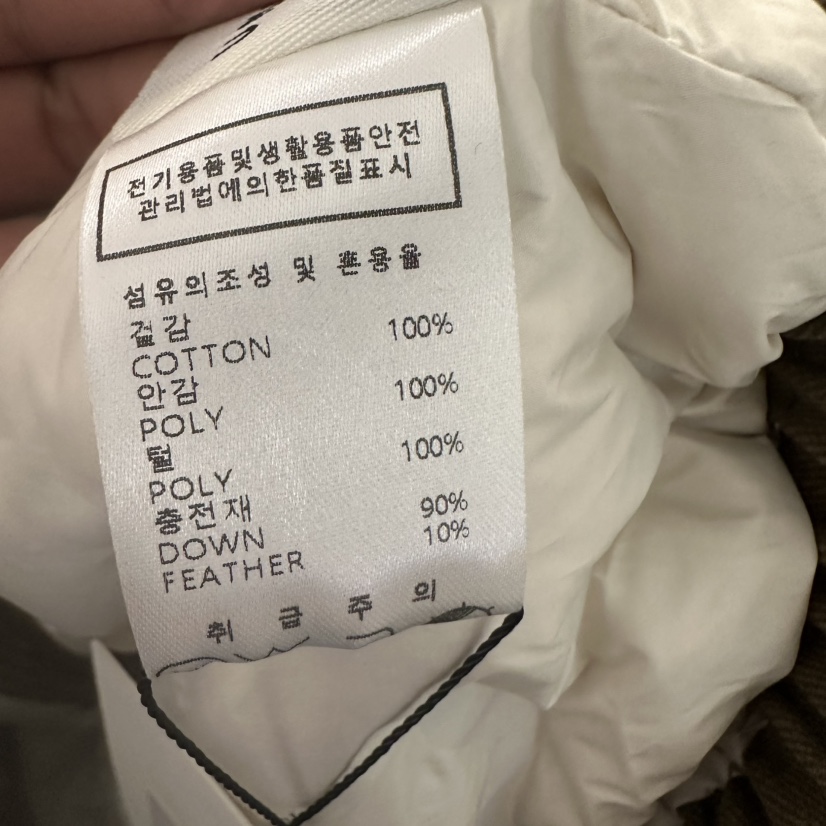 전기용품및생활용품안전
관리법에의한품질표시
섬유의조성 및 혼용율
겉감 100%
COTTON
안감 100%
POLY
털 100%
POLY
충전재 90%
DOWN 10%
FEATHER
취 급 주 의